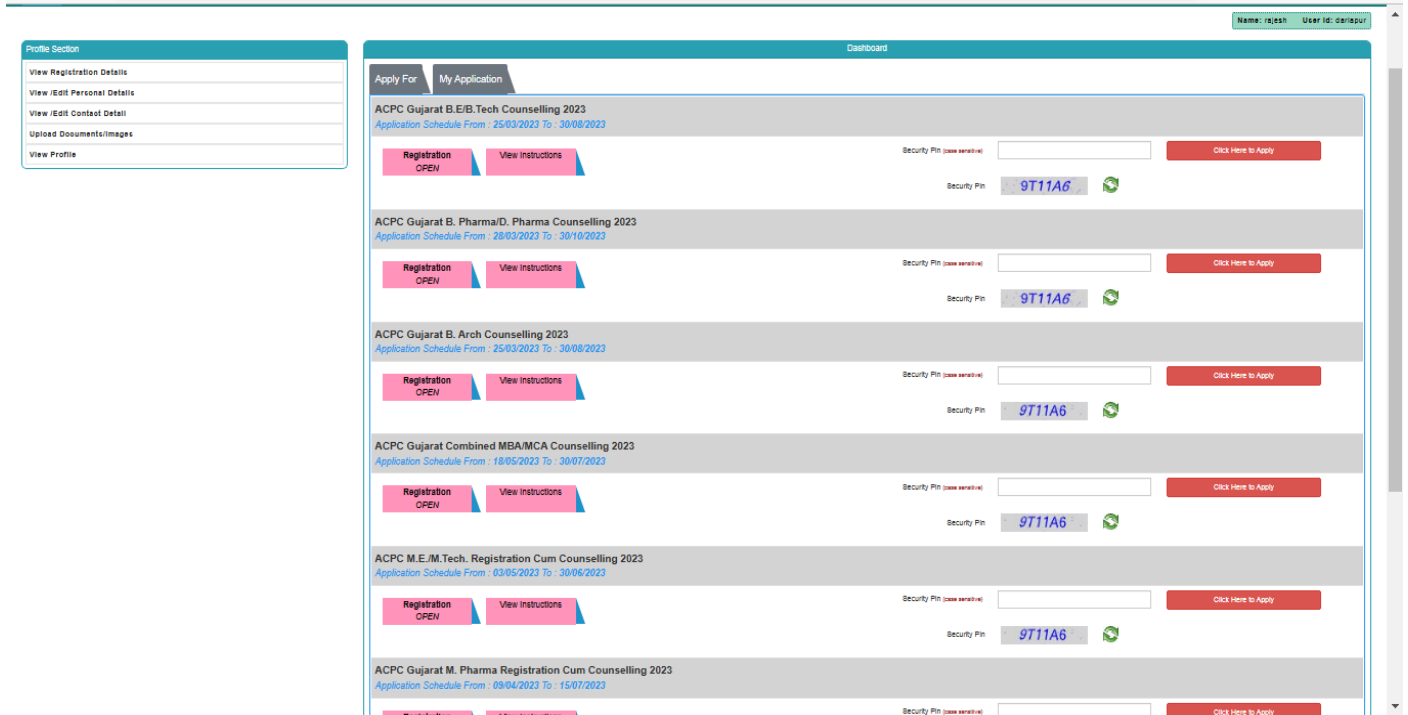 Name: rajesh User Id: dariapur
Profile Section
View Registration Details
View /Edit Personal Details
View /Edit Contact Detail
Upload Documents/Images
View Profile
Dashboard
Apply For My Application
ACPC Gujarat B.E/B.Tech Counselling 2023
Application Schedule From : 25/03/2023 To : 30/08/2023
Registration View Instructions Security Pin (case sensitive) Click Here to Apply
OPEN
Security Pin 9T11A6
ACPC Gujarat B. Pharma/D. Pharma Counselling 2023
Application Schedule From : 28/03/2023 To : 30/10/2023
Registration View Instructions Security Pin (case sensitive) Click Here to Apply
OPEN
Security Pin 9T11A6
ACPC Gujarat B. Arch Counselling 2023
Application Schedule From : 25/03/2023 To : 30/08/2023
Registration View Instructions Security Pin (case sensitive) Click Here to Apply
OPEN
Security Pin 9T11A6
ACPC Gujarat Combined MBA/MCA Counselling 2023
Application Schedule From : 18/05/2023 To : 30/07/2023
Registration View Instructions Security Pin (case sensitive) Click Here to Apply
OPEN
Security Pin 9T11A6
ACPC M.E./M.Tech. Registration Cum Counselling 2023
Application Schedule From : 03/05/2023 To : 30/06/2023
Registration View Instructions Security Pin (case sensitive) Click Here to Apply
OPEN
Security Pin 9T11A6
ACPC Gujarat M. Pharma Registration Cum Counselling 2023
Application Schedule From : 09/04/2023 To : 15/07/2023
Security Pin (case sensitive) Click Here to Apply